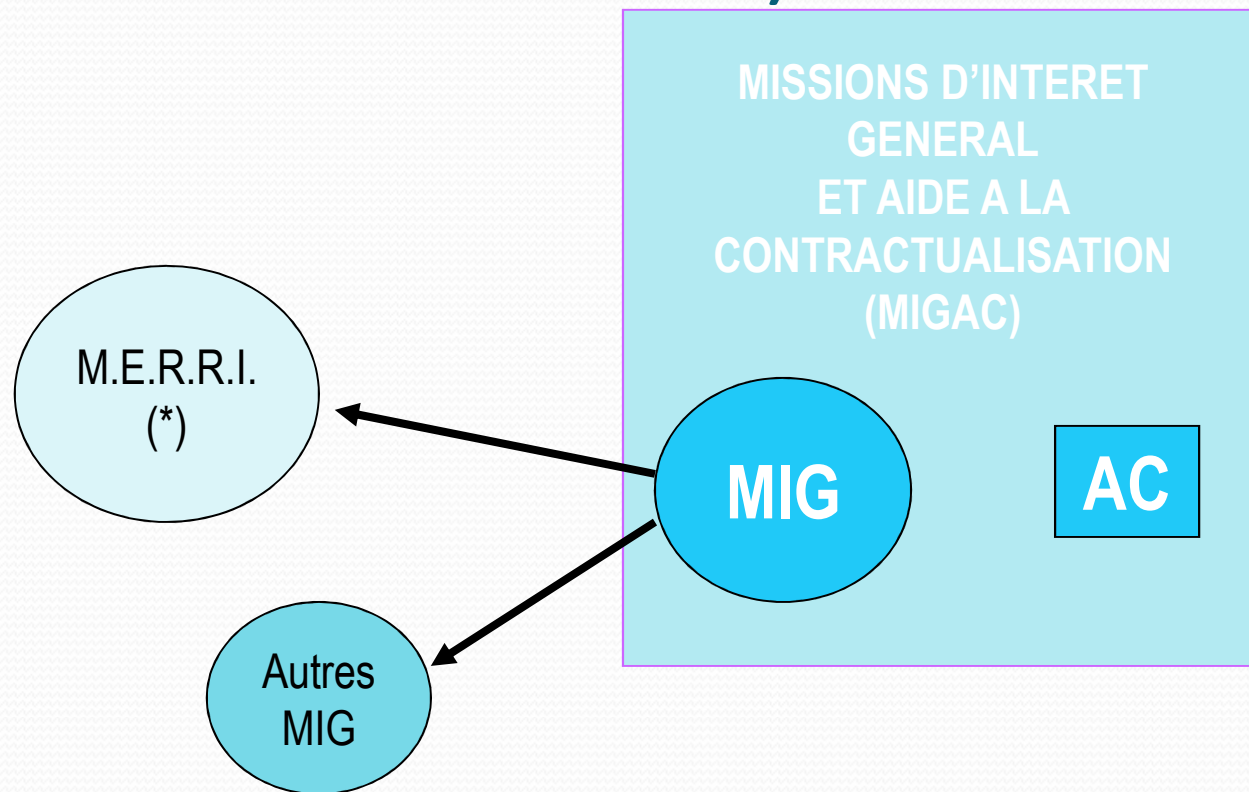 MISSIONS D’INTERET
GENERAL
ET AIDE A LA
CONTRACTUALISATION
(MIGAC)
M.E.R.R.I.
(*)
MIG
AC
Autres
MIG